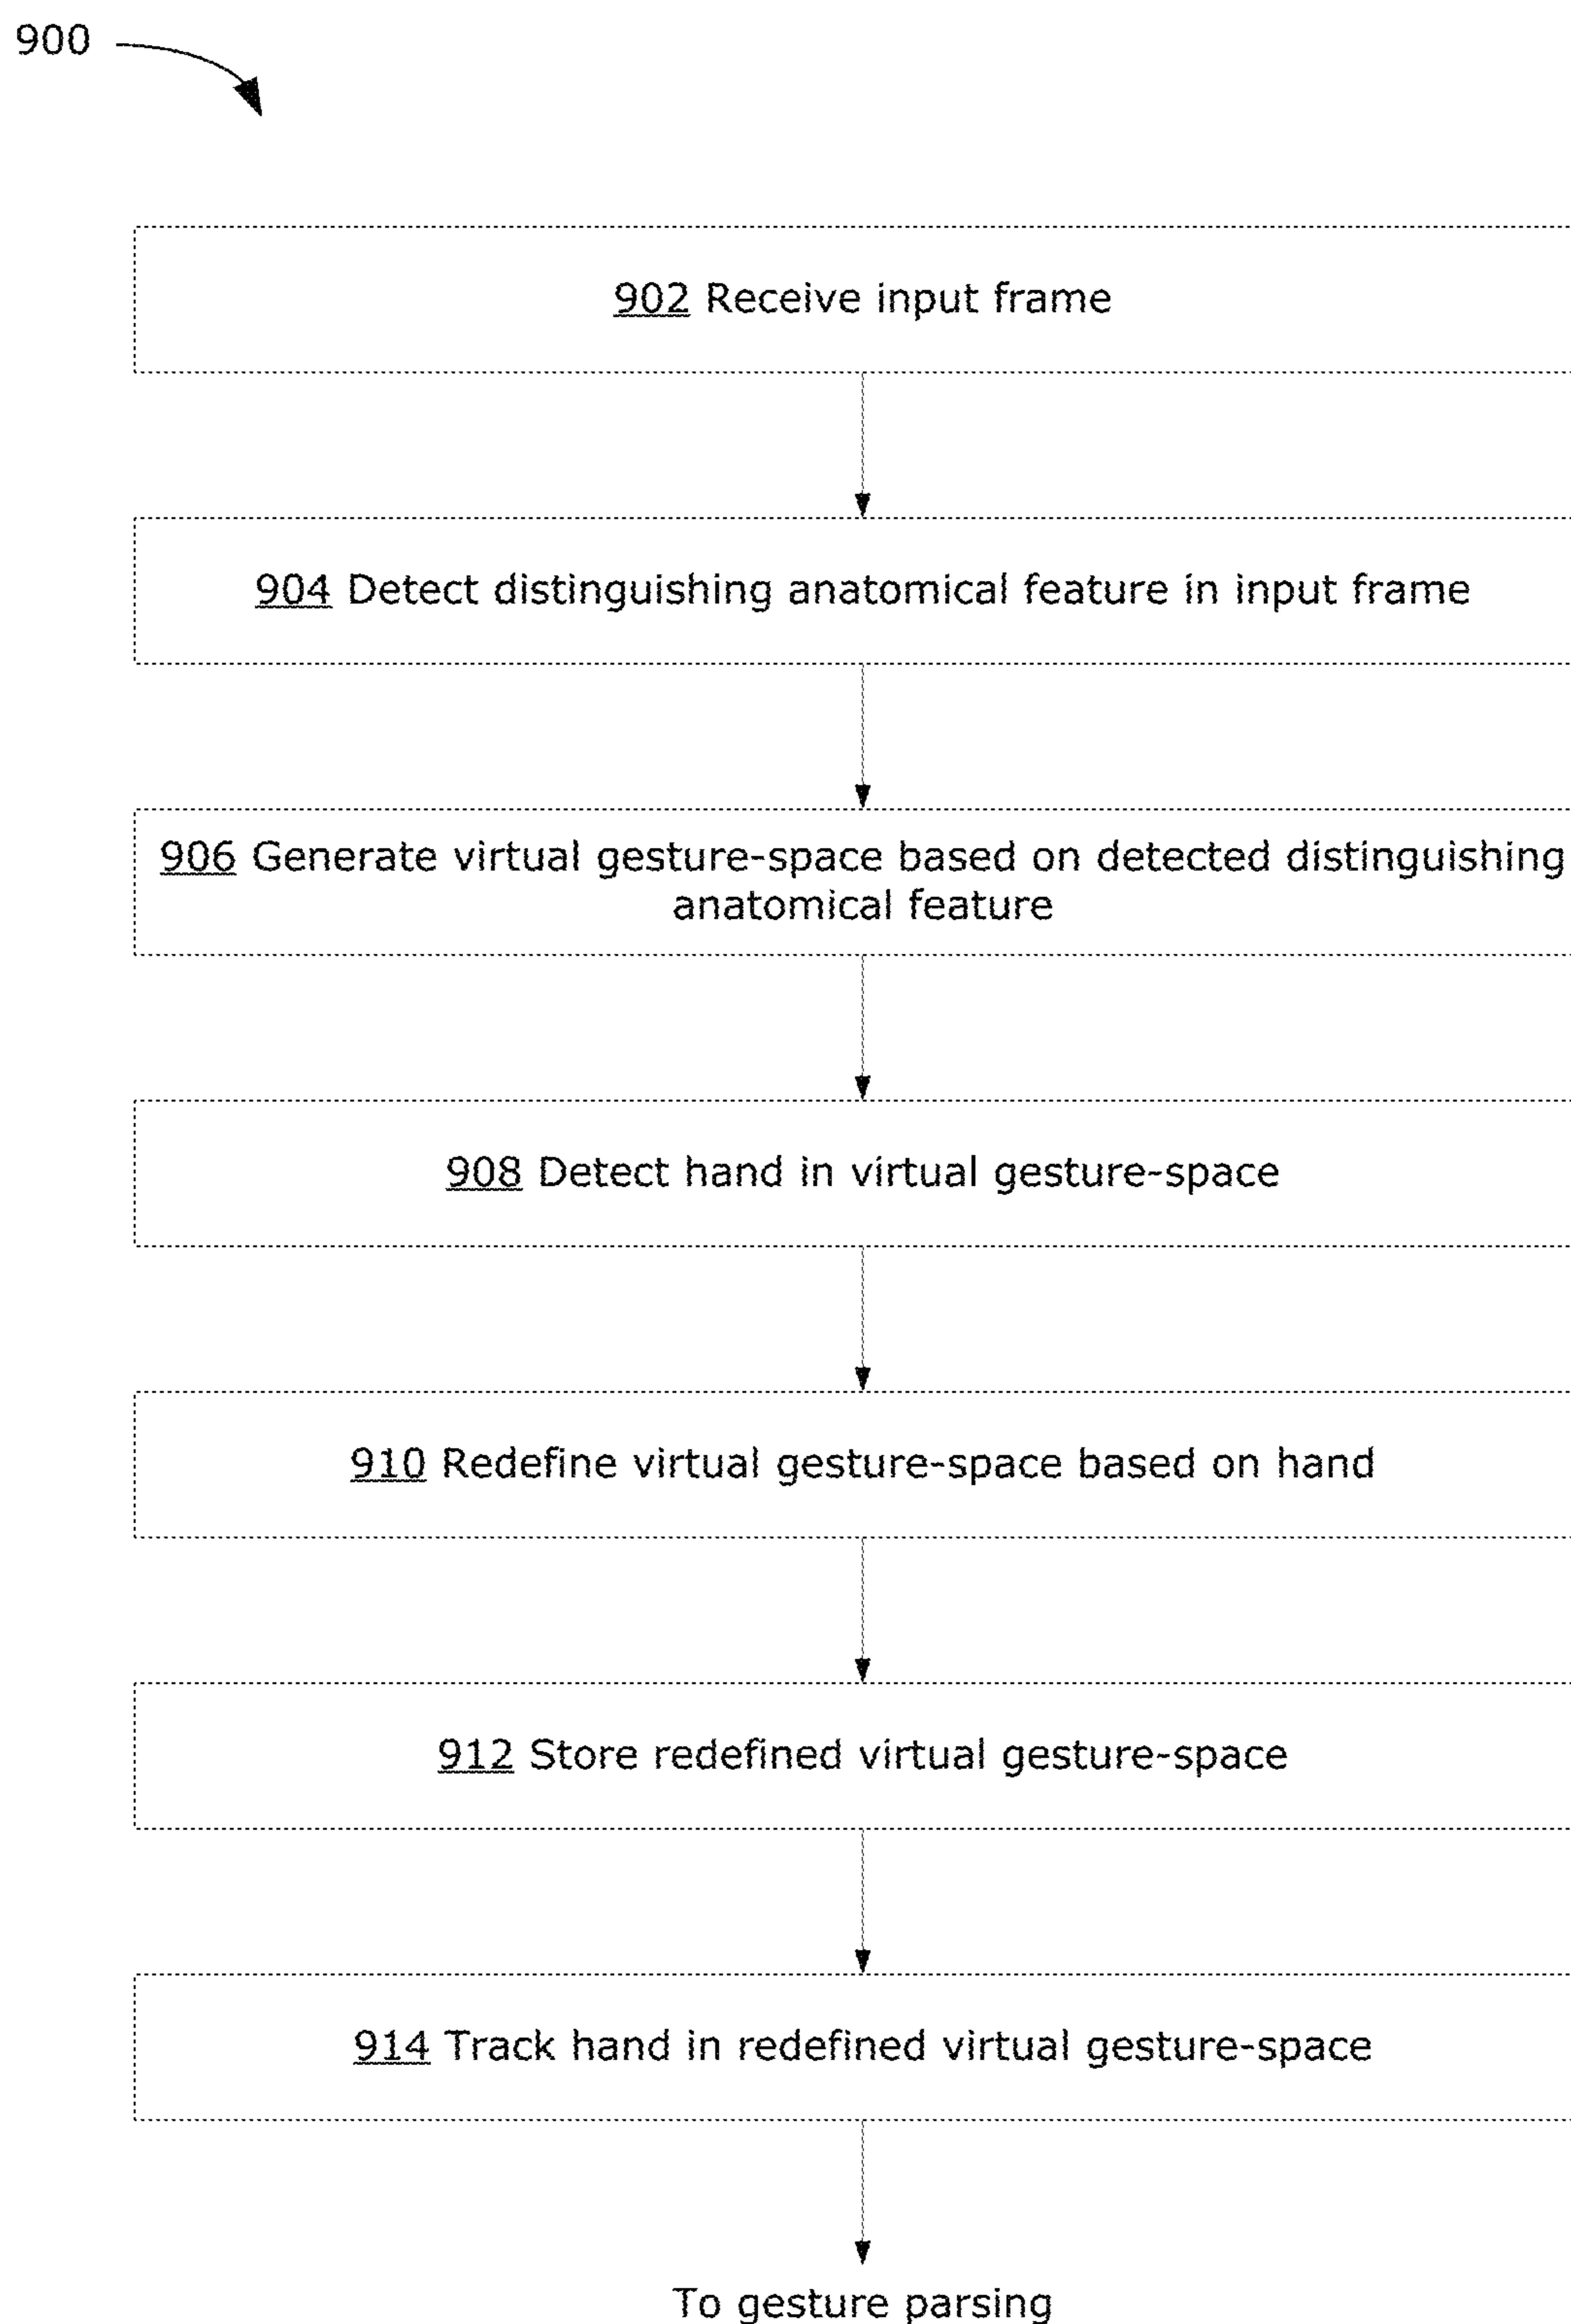 900
902 Receive input frame
904 Detect distinguishing anatomical feature in input frame
906 Generate virtual gesture-space based on detected distinguishing
anatomical feature
908 Detect hand in virtual gesture-space
910 Redefine virtual gesture-space based on hand
912 Store redefined virtual gesture-space
914 Track hand in redefined virtual gesture-space
To gesture parsing